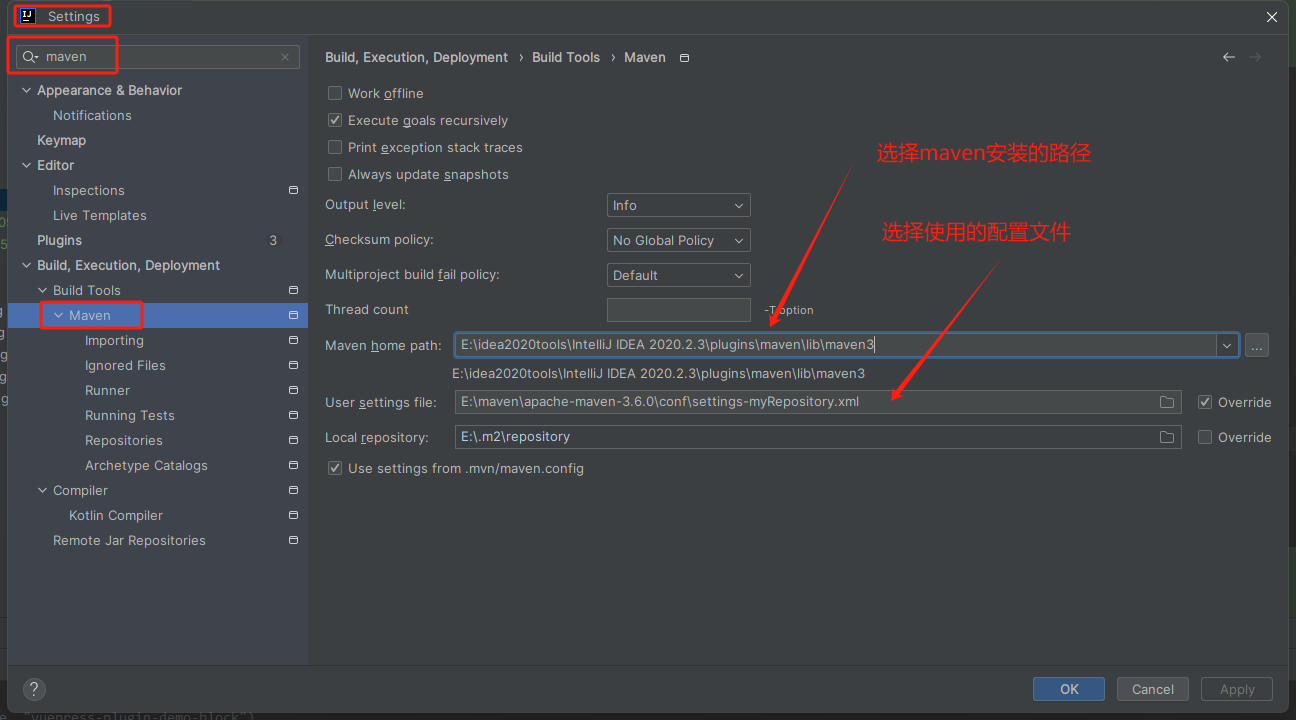 Settings
maven
Appearance & Behavior
Notifications
Keymap
Editor
Inspections
Live Templates
Plugins 3
Build, Execution, Deployment
Build Tools
Maven
Importing
Ignored Files
Runner
Running Tests
Repositories
Archetype Catalogs
Compiler
Kotlin Compiler
Remote Jar Repositories
Build, Execution, Deployment › Build Tools › Maven
Work offline
Execute goals recursively
Print exception stack traces
Always update snapshots
选择maven安装的路径
Output level: Info
选择使用的配置文件
Checksum policy: No Global Policy
Multiproject build fail policy: Default
Thread count -T option
Maven home path: E:\idea2020tools\IntelliJ IDEA 2020.2.3\plugins\maven\lib\maven3 ...
E:\idea2020tools\IntelliJ IDEA 2020.2.3\plugins\maven\lib\maven3
User settings file: E:\maven\apache-maven-3.6.0\conf\settings-myRepository.xml Override
Local repository: E:\.m2\repository Override
Use settings from .mvn/maven.config
? OK Cancel Apply
"vuepress-plugin-demo-block")